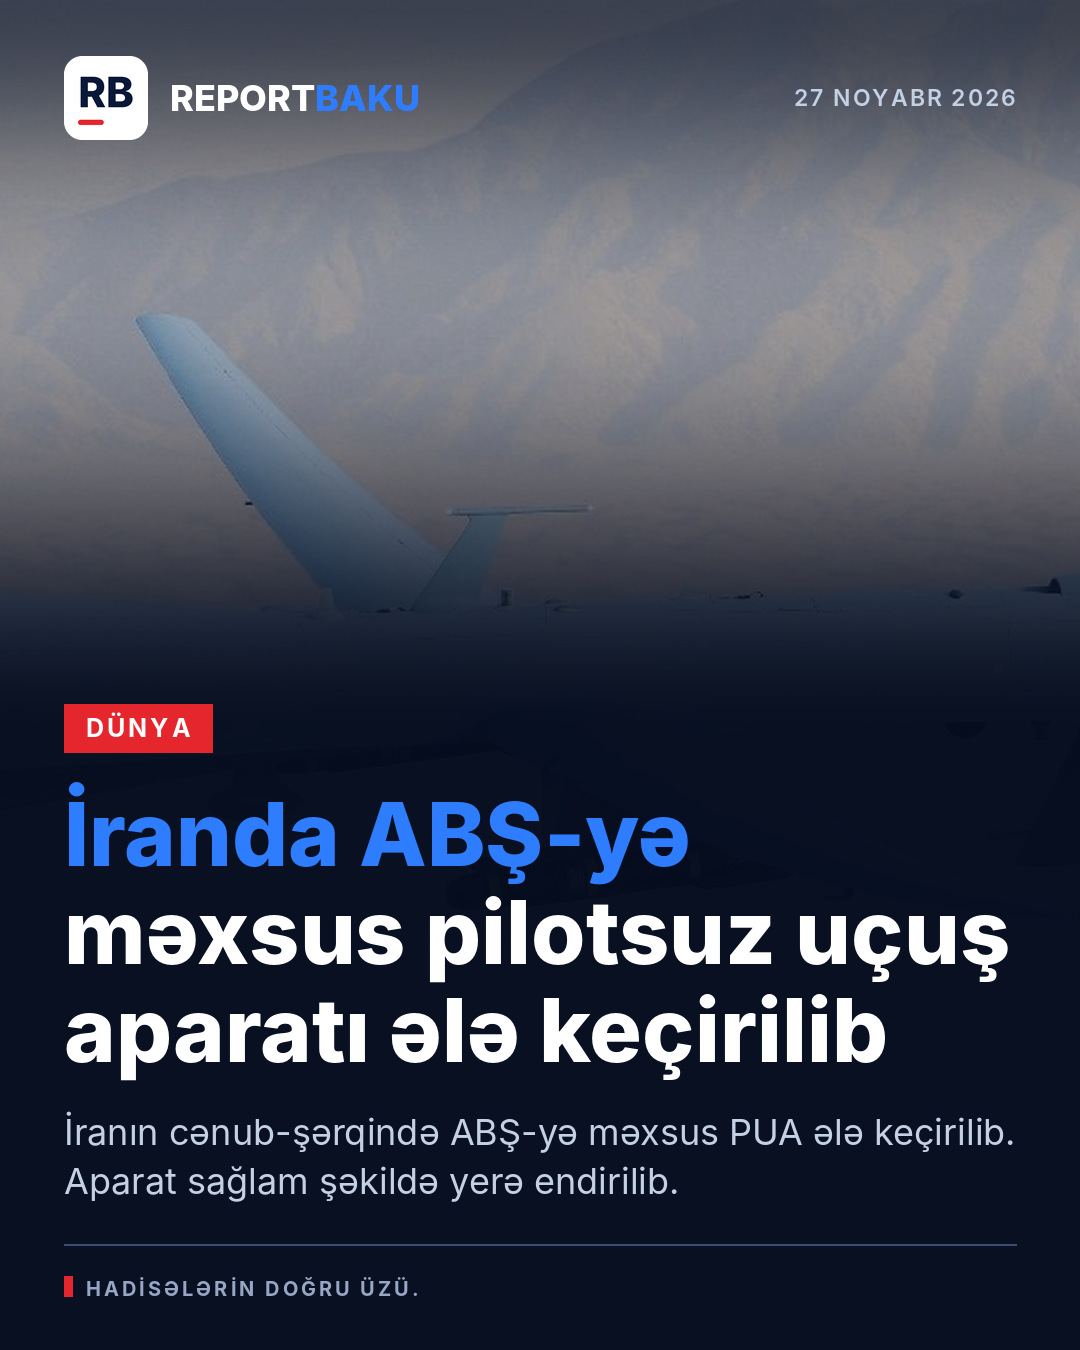 RB
REPORTBAKU
27 NOYABR 2026
DÜNYA
İranda ABŞ-yə
məxsus pilotsuz uçuş
aparatı ələ keçirilib
İranın cənub-şərqində ABŞ-yə məxsus PUA ələ keçirilib.
Aparat sağlam şəkildə yerə endirilib.
HADİSƏLƏRİN DOĞRU ÜZÜ.